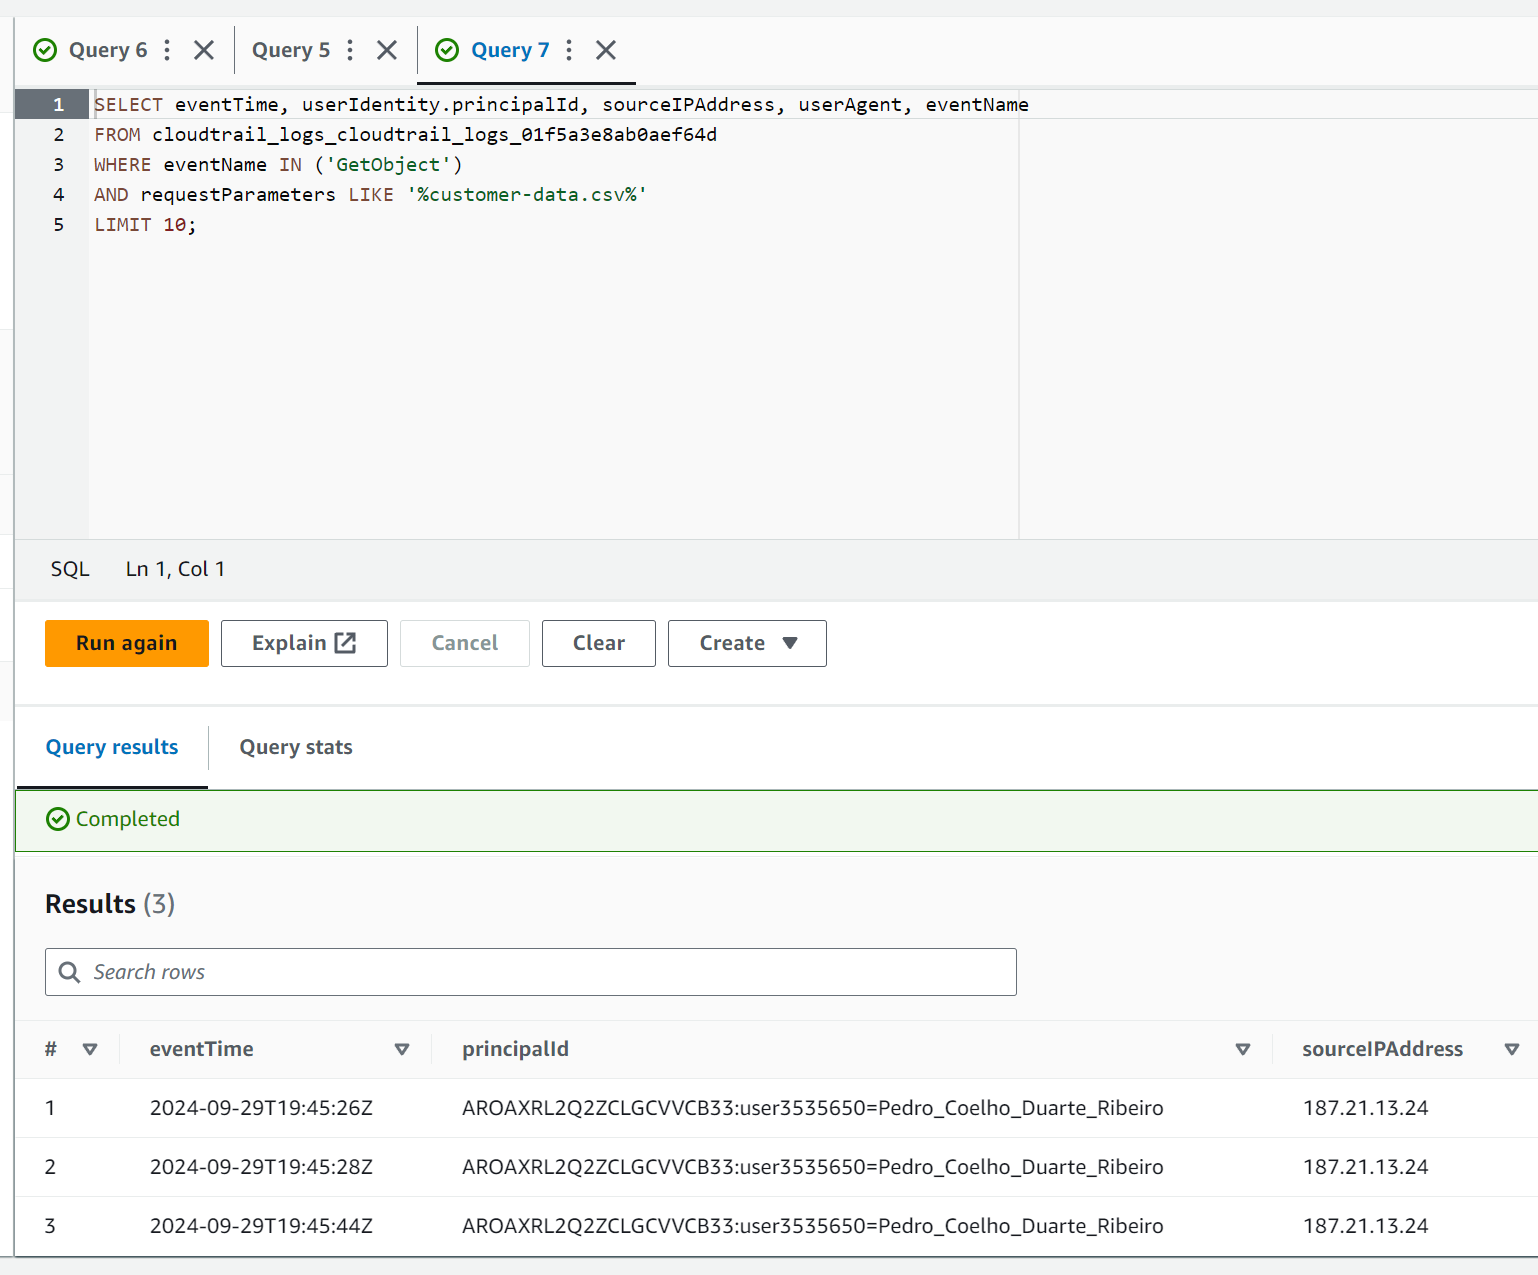 Query 6 Query 5 Query 7
1 SELECT eventTime, userIdentity.principalId, sourceIPAddress, userAgent, eventName
2 FROM cloudtrail_logs_cloudtrail_logs_01f5a3e8ab0aef64d
3 WHERE eventName IN ('GetObject')
4 AND requestParameters LIKE '%customer-data.csv%'
5 LIMIT 10;
SQL Ln 1, Col 1
Run again Explain Cancel Clear Create
Query results Query stats
Completed
Results (3)
Search rows
# eventTime principalId sourceIPAddress
1 2024-09-29T19:45:26Z AROAXRL2Q2ZCLGCVVCB33:user3535650=Pedro_Coelho_Duarte_Ribeiro 187.21.13.24
2 2024-09-29T19:45:28Z AROAXRL2Q2ZCLGCVVCB33:user3535650=Pedro_Coelho_Duarte_Ribeiro 187.21.13.24
3 2024-09-29T19:45:44Z AROAXRL2Q2ZCLGCVVCB33:user3535650=Pedro_Coelho_Duarte_Ribeiro 187.21.13.24